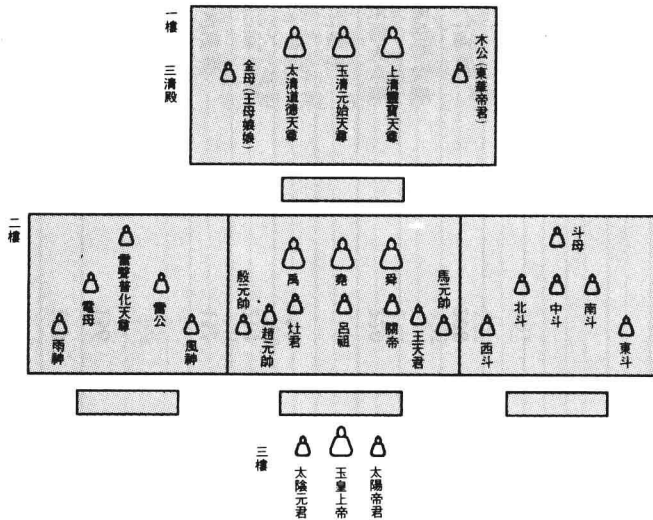 一樓
三清殿
金母(王母娘娘)
太清道德天尊
玉清元始天尊
上清靈寶天尊
木公(東華帝君)
二樓
雨神
電母
雷聲普化天尊
雷公
風神
殷元帥
趙元帥
禹
灶君
堯
呂祖
舜
關帝
王天君
馬元帥
西斗
北斗
斗母
中斗
南斗
東斗
三樓
太陰元君
玉皇上帝
太陽帝君